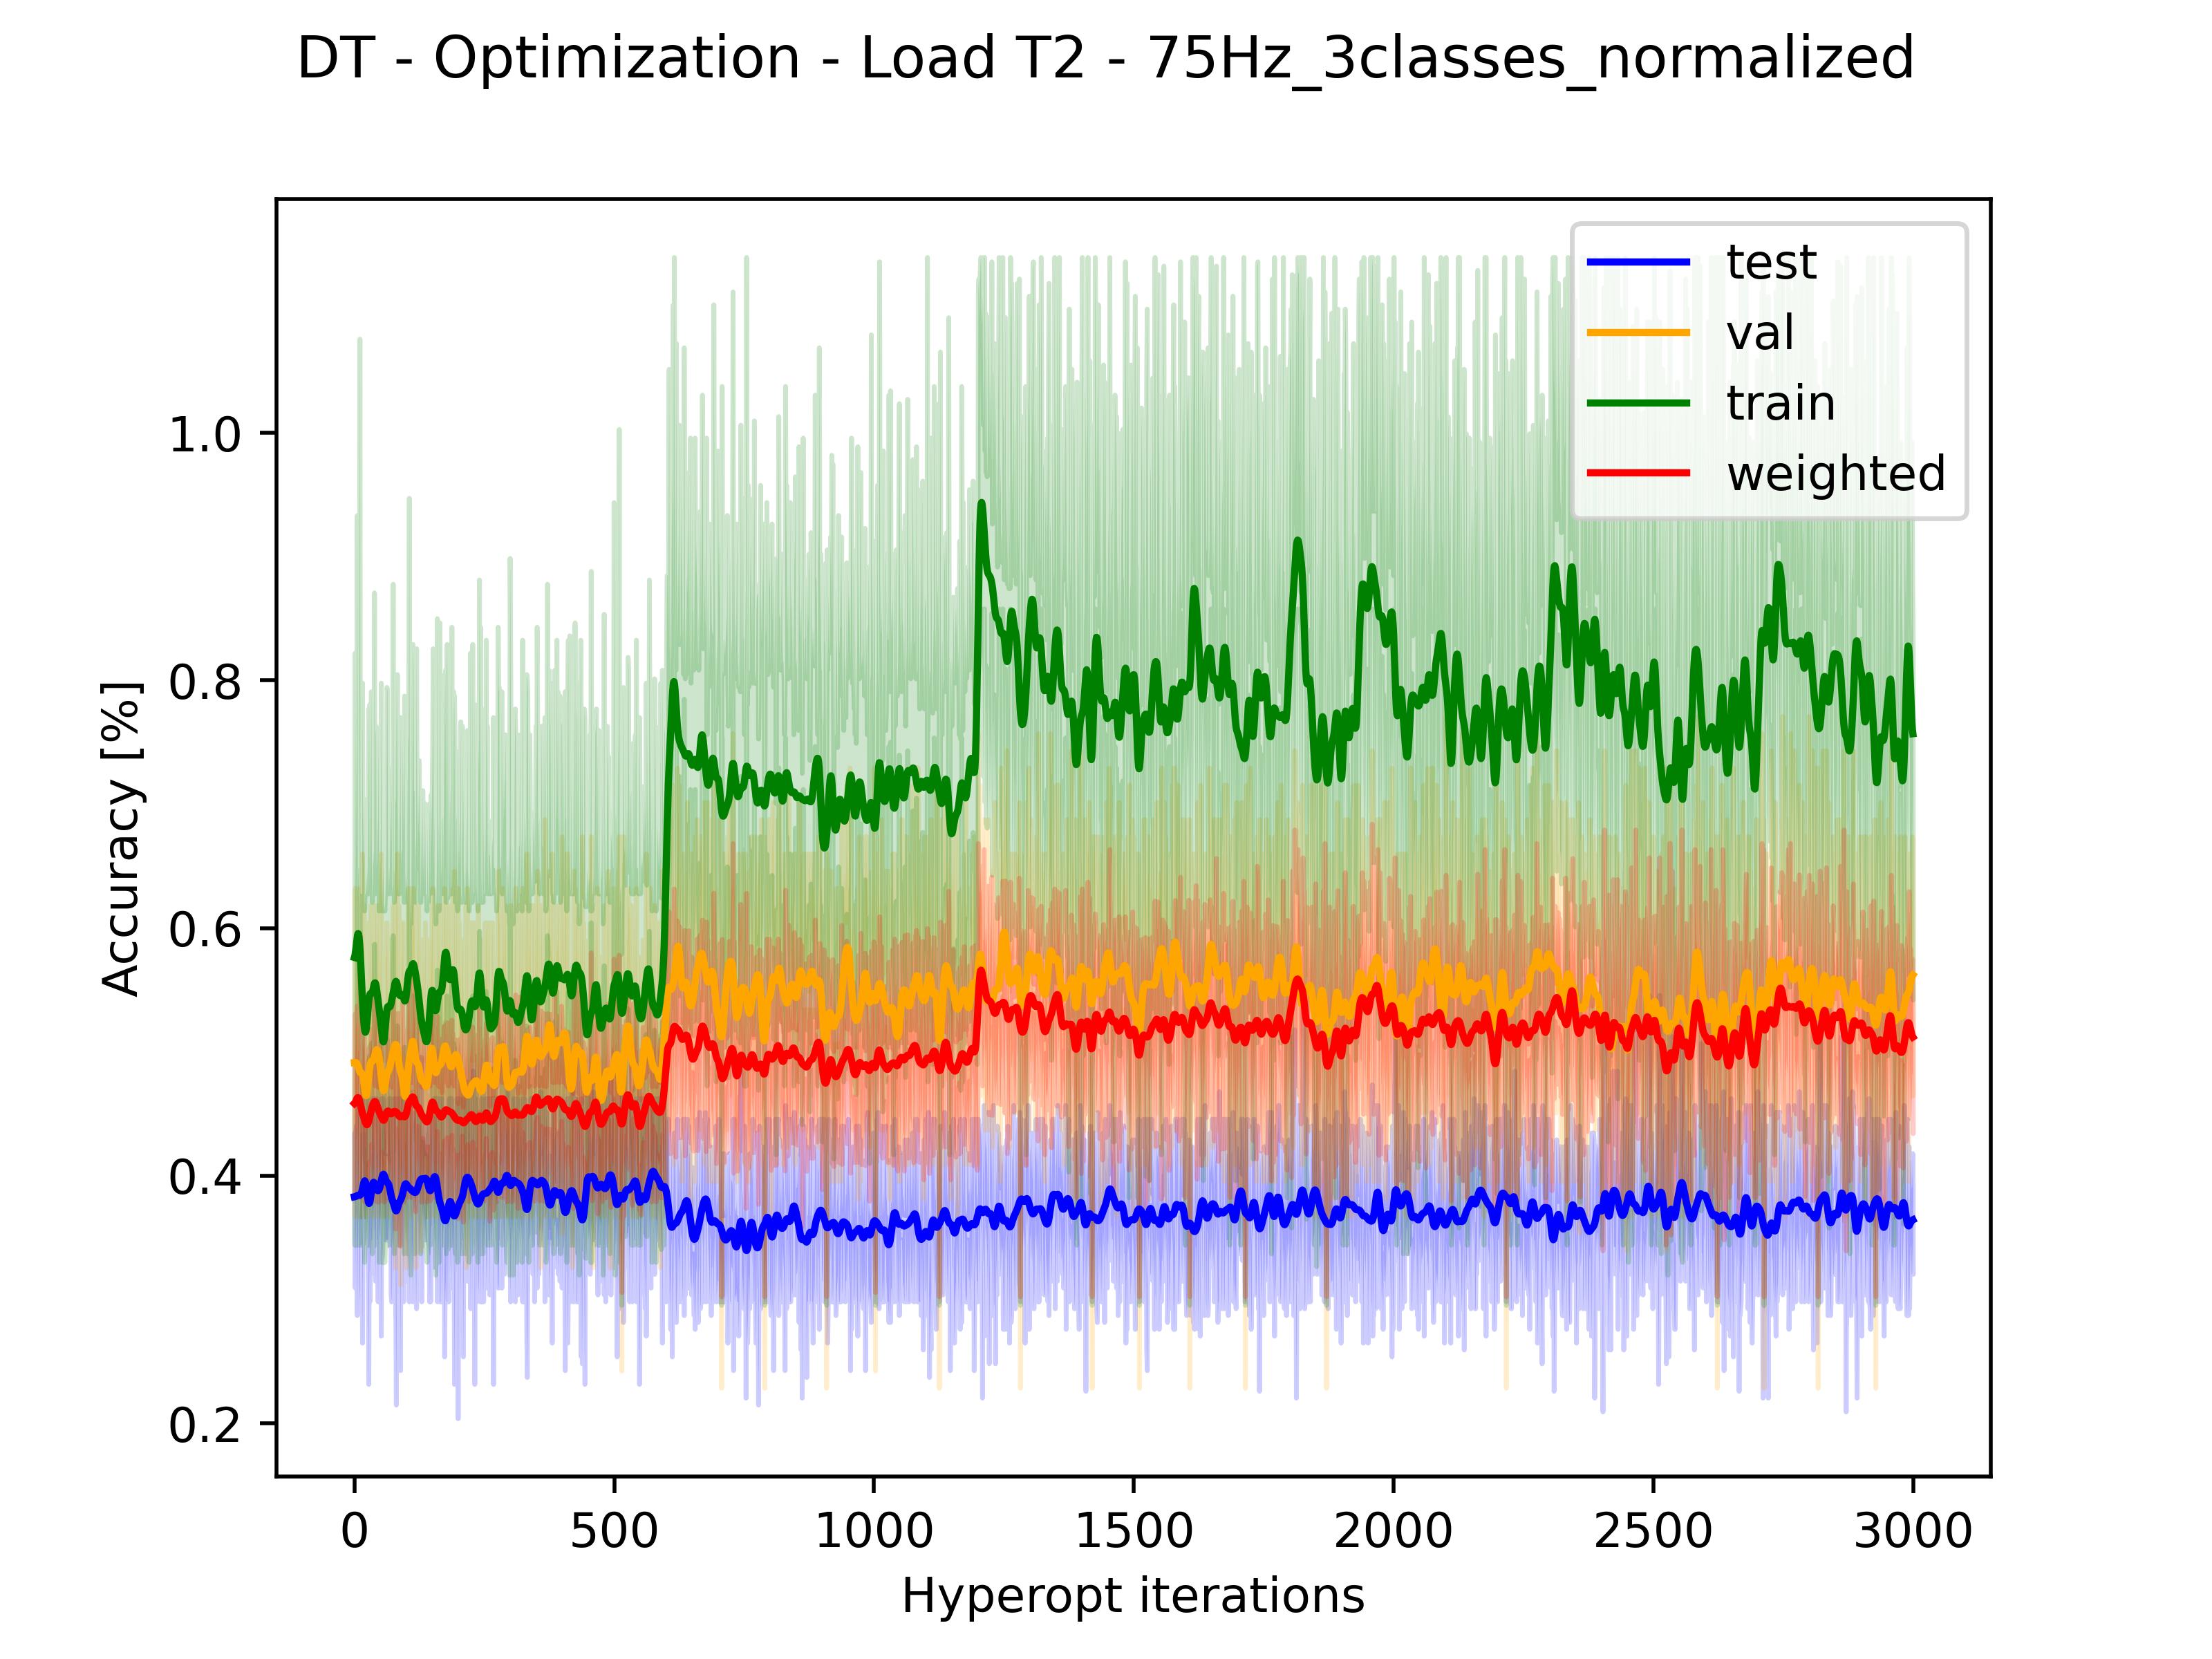 DT - Optimization - Load T2 - 75Hz_3classes_normalized
test
val
train
weighted
1.0
0.8
0.6
0.4
0.2
Accuracy [%]
0 500 1000 1500 2000 2500 3000
Hyperopt iterations